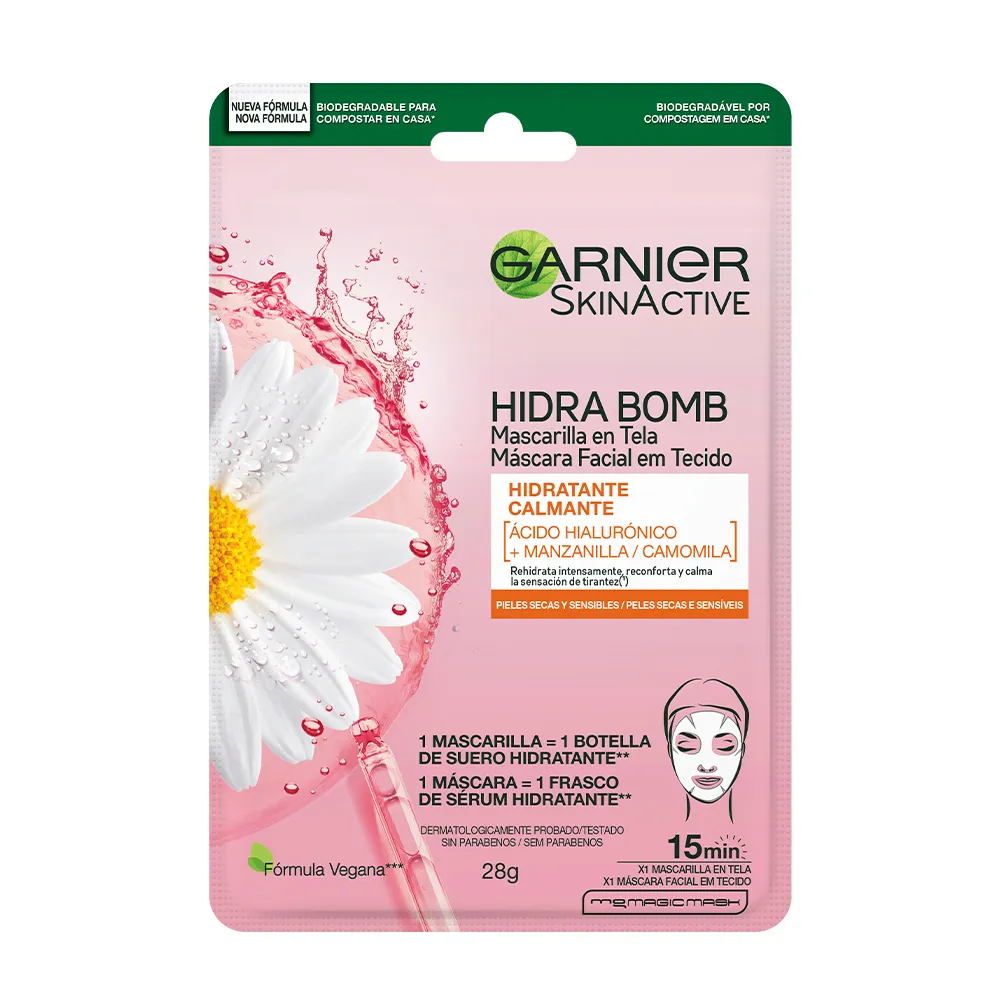 NUEVA FÓRMULA
NOVA FÓRMULA
BIODEGRADABLE PARA
COMPOSTAR EN CASA*
BIODEGRADÁVEL POR
COMPOSTAGEM EM CASA*
GARNIER
SKINACTIVE
HIDRA BOMB
Mascarilla en Tela
Máscara Facial em Tecido
HIDRATANTE
CALMANTE
[ÁCIDO HIALURÓNICO
+ MANZANILLA / CAMOMILA]
Rehidrata intensamente, reconforta y calma
la sensación de tirantez(¹)
PIELES SECAS Y SENSIBLES / PELES SECAS E SENSÍVEIS
1 MASCARILLA = 1 BOTELLA
DE SUERO HIDRATANTE**
1 MÁSCARA = 1 FRASCO
DE SÉRUM HIDRATANTE**
DERMATOLOGICAMENTE PROBADO/TESTADO
SIN PARABENOS / SEM PARABENOS
Fórmula Vegana***
28g
15min
X1 MASCARILLA EN TELA
X1 MÁSCARA FACIAL EM TECIDO
MAGIC MASK